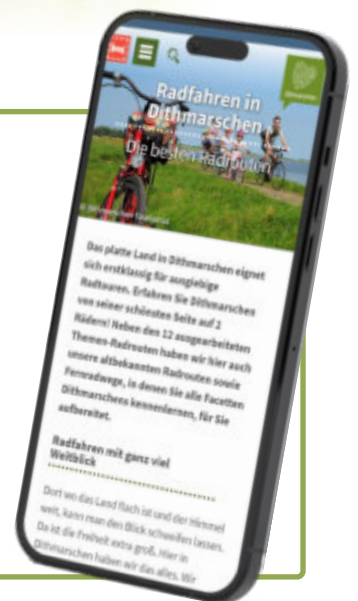 Radfahren in
Dithmarschen
Die besten Radrouten
© Dithmarschen Tourismus
Das platte Land in Dithmarschen eignet
sich erstklassig für ausgiebige
Radtouren. Erfahren Sie Dithmarschen
von seiner schönsten Seite auf 2
Rädern! Neben den 12 ausgearbeiteten
Themen-Radrouten haben wir hier auch
unsere altbekannten Radrouten sowie
Fernradwege, in denen Sie alle Facetten
Dithmarschens kennenlernen, für Sie
aufbereitet.
Radfahren mit ganz viel
Weitblick
Dort wo das Land flach ist und der Himmel
weit, kann man den Blick schweifen lassen.
Da ist die Freiheit extra groß. Hier in
Dithmarschen haben wir das alles. Wir